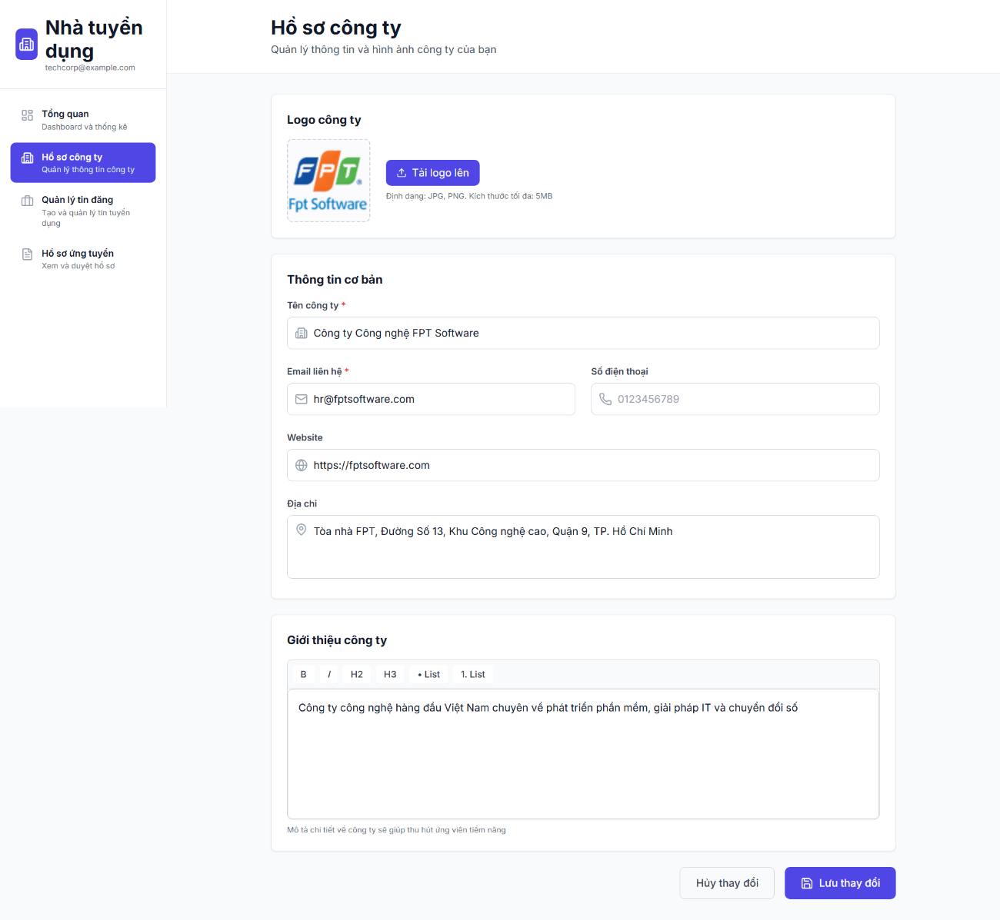 Nhà tuyển
dụng
techcorp@example.com
Tổng quan
Dashboard và thống kê
Hồ sơ công ty
Quản lý thông tin công ty
Quản lý tin đăng
Tạo và quản lý tin tuyển
dụng
Hồ sơ ứng tuyển
Xem và duyệt hồ sơ
Hồ sơ công ty
Quản lý thông tin và hình ảnh công ty của bạn
Logo công ty
FPT
Fpt Software
Tải logo lên
Định dạng: JPG, PNG. Kích thước tối đa: 5MB
Thông tin cơ bản
Tên công ty *
Công ty Công nghệ FPT Software
Email liên hệ *
hr@fptsoftware.com
Số điện thoại
0123456789
Website
https://fptsoftware.com
Địa chỉ
Tòa nhà FPT, Đường Số 13, Khu Công nghệ cao, Quận 9, TP. Hồ Chí Minh
Giới thiệu công ty
B I H2 H3 • List 1. List
Công ty công nghệ hàng đầu Việt Nam chuyên về phát triển phần mềm, giải pháp IT và chuyển đổi số
Mô tả chi tiết về công ty sẽ giúp thu hút ứng viên tiềm năng
Hủy thay đổi
Lưu thay đổi